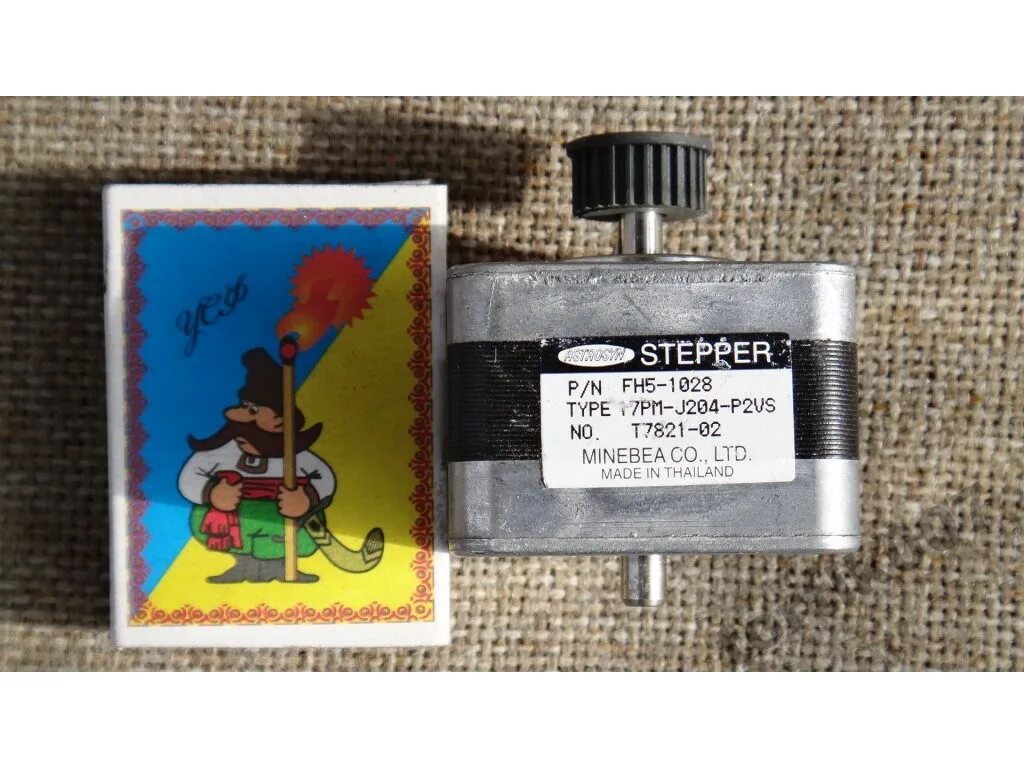 УСФ
ASTROSYN STEPPER
P/N FH5-1028
TYPE 17PM-J204-P2VS
NO. T7821-02
MINEBEA CO., LTD.
MADE IN THAILAND